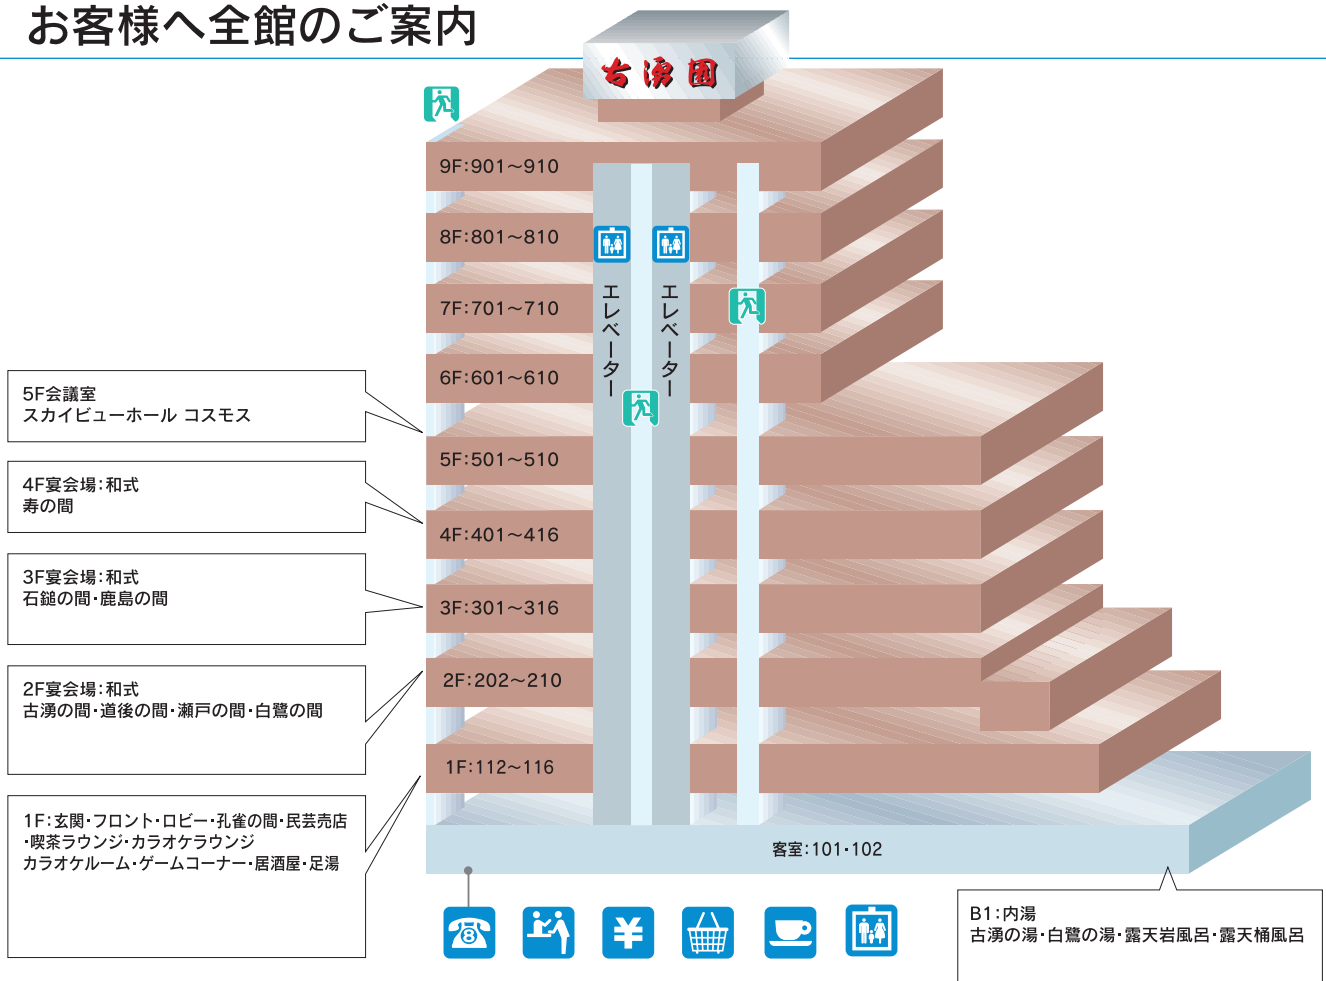 お客様へ全館のご案内
古湧園
9F:901～910
8F:801～810
7F:701～710
6F:601～610
エレベーター
エレベーター
5F会議室
スカイビューホール コスモス
5F:501～510
4F宴会場:和式
寿の間
4F:401～416
3F宴会場:和式
石鎚の間・鹿島の間
3F:301～316
2F宴会場:和式
古湧の間・道後の間・瀬戸の間・白鷺の間
2F:202～210
1F:112～116
1F:玄関・フロント・ロビー・孔雀の間・民芸売店
・喫茶ラウンジ・カラオケラウンジ
カラオケルーム・ゲームコーナー・居酒屋・足湯
客室:101・102
8
¥
B1:内湯
古湧の湯・白鷺の湯・露天岩風呂・露天桶風呂